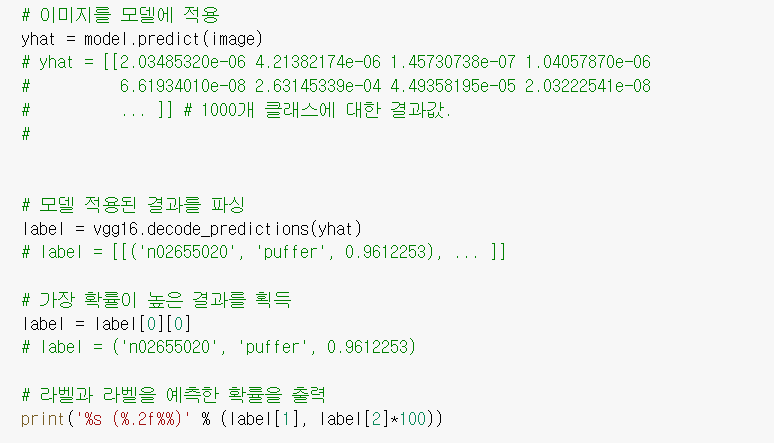 # 이미지를 모델에 적용
yhat = model.predict(image)
# yhat = [[2.03485320e-06 4.21382174e-06 1.45730738e-07 1.04057870e-06
#          6.61934010e-08 2.63145339e-04 4.49358195e-05 2.03222541e-08
#          ... ]] # 1000개 클래스에 대한 결과값.
#
# 모델 적용된 결과를 파싱
label = vgg16.decode_predictions(yhat)
# label = [[('n02655020', 'puffer', 0.9612253), ... ]]
# 가장 확률이 높은 결과를 획득
label = label[0][0]
# label = ('n02655020', 'puffer', 0.9612253)
# 라벨과 라벨을 예측한 확률을 출력
print('%s (%.2f%%)' % (label[1], label[2]*100))